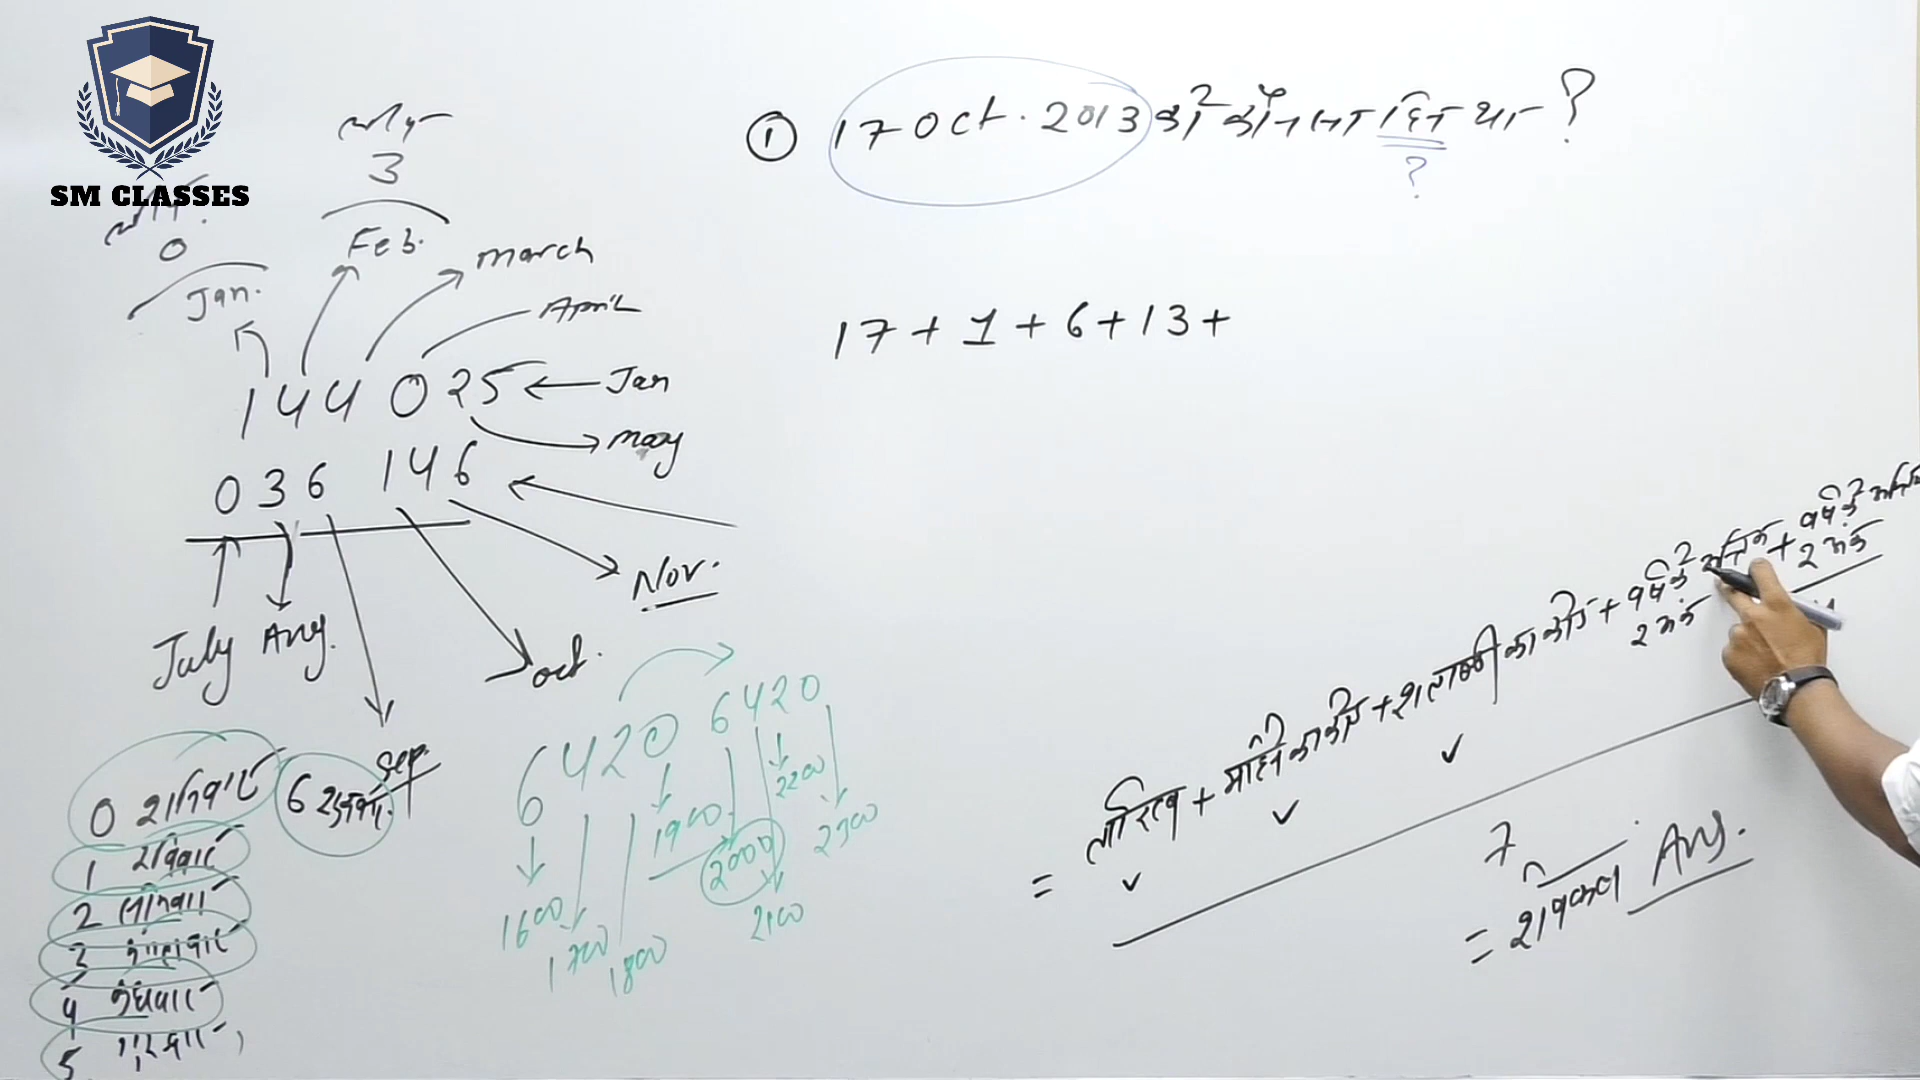 SM CLASSES
① 17 Oct. 2013 को कौन सा दिन था ?
?
3
0
Jan.
Feb.
March
April
144 025 ← Jan
May
036 146
July
Aug.
Sep.
Oct.
Nov.
17 + 1 + 6 + 13 +
6420 6420
1600
1700
1800
1900
2000
2100
2200
2300
0 शनिवार
6 शुक्रवार
1 रविवार
2 सोमवार
3 मंगलवार
4 बुधवार
5 गुरुवार
= तारीख + माह का कोड + शताब्दी का कोड + वर्ष के अंतिम 2 अंक + वर्ष के अंतिम 2 अंक
7
= शेषफल Ans.